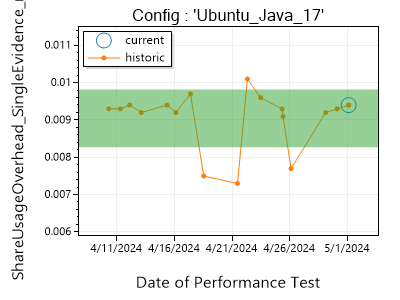 Config : 'Ubuntu_Java_17'
current
historic
0.011
0.01
0.009
0.008
0.007
0.006
ShareUsageOverhead_SingleEvidence_
4/11/2024
4/16/2024
4/21/2024
4/26/2024
5/1/2024
Date of Performance Test